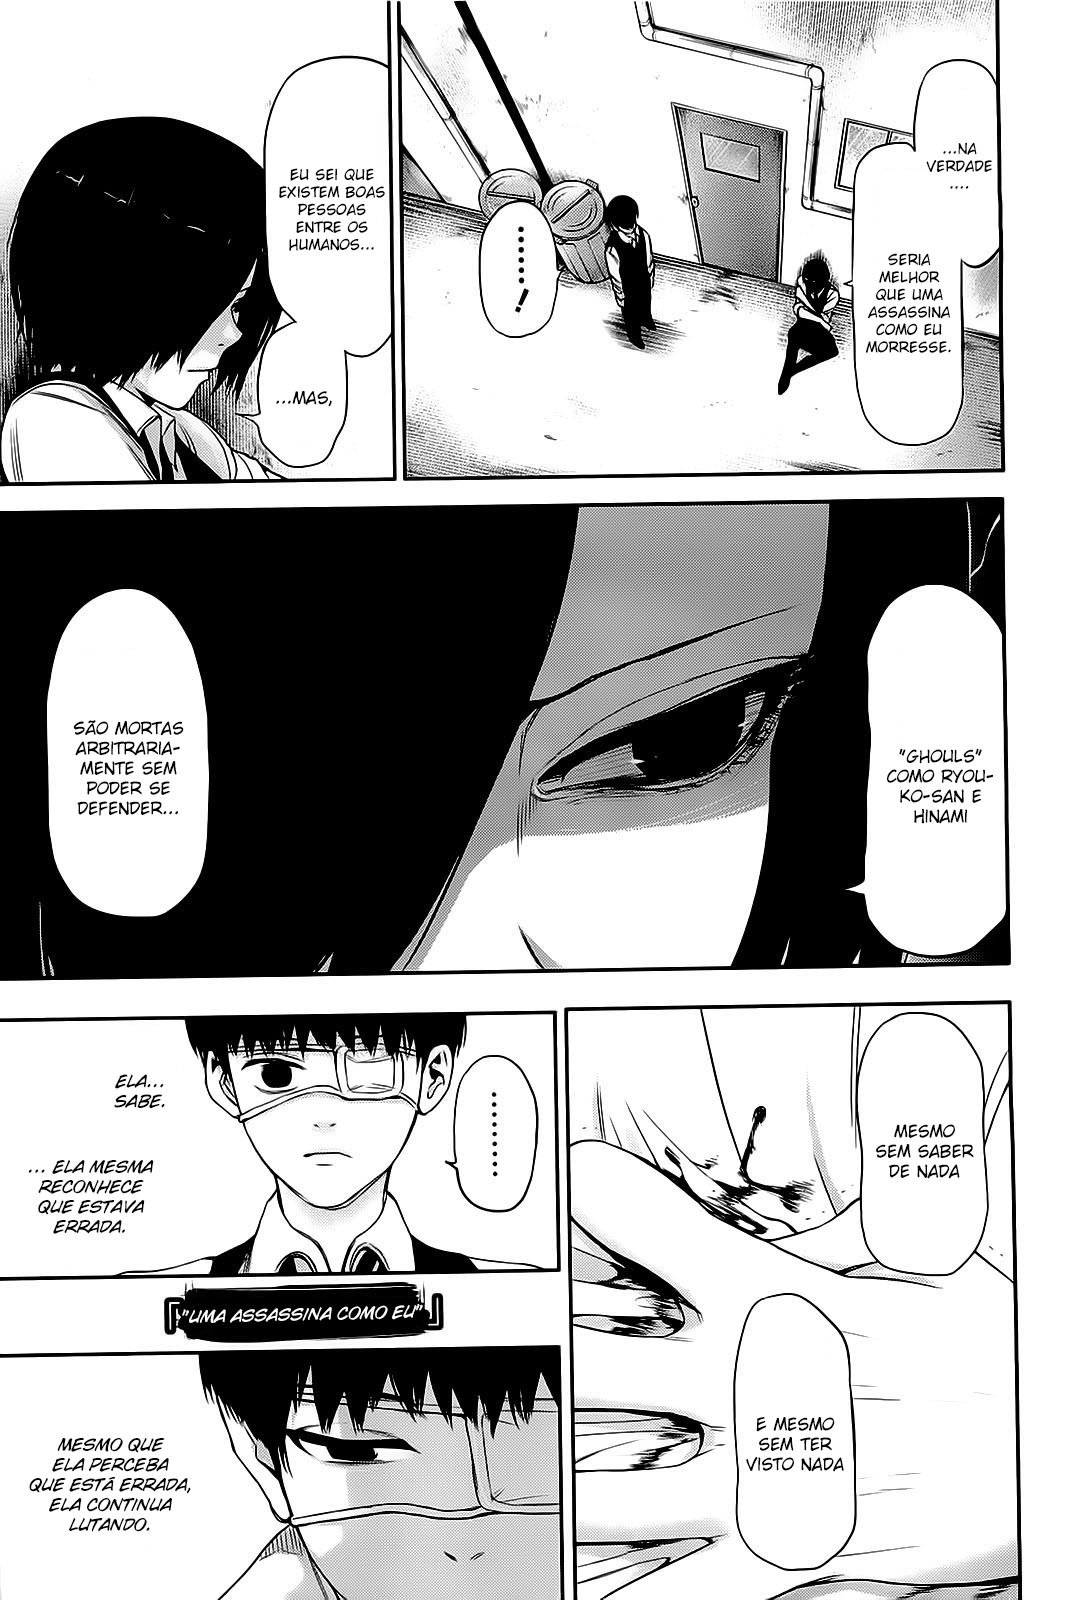 ...NA
VERDADE
....
SERIA
MELHOR
QUE UMA
ASSASSINA
COMO EU
MORRESSE.
......!
EU SEI QUE
EXISTEM BOAS
PESSOAS
ENTRE OS
HUMANOS...
...MAS,
"GHOULS"
COMO RYOU-
KO-SAN E
HINAMI
SÃO MORTAS
ARBITRARIA-
MENTE SEM
PODER SE
DEFENDER...
MESMO
SEM SABER
DE NADA
E MESMO
SEM TER
VISTO NADA
........
ELA...
SABE.
... ELA MESMA
RECONHECE
QUE ESTAVA
ERRADA.
"UMA ASSASSINA COMO EU"
MESMO QUE
ELA PERCEBA
QUE ESTÁ ERRADA,
ELA CONTINUA
LUTANDO.